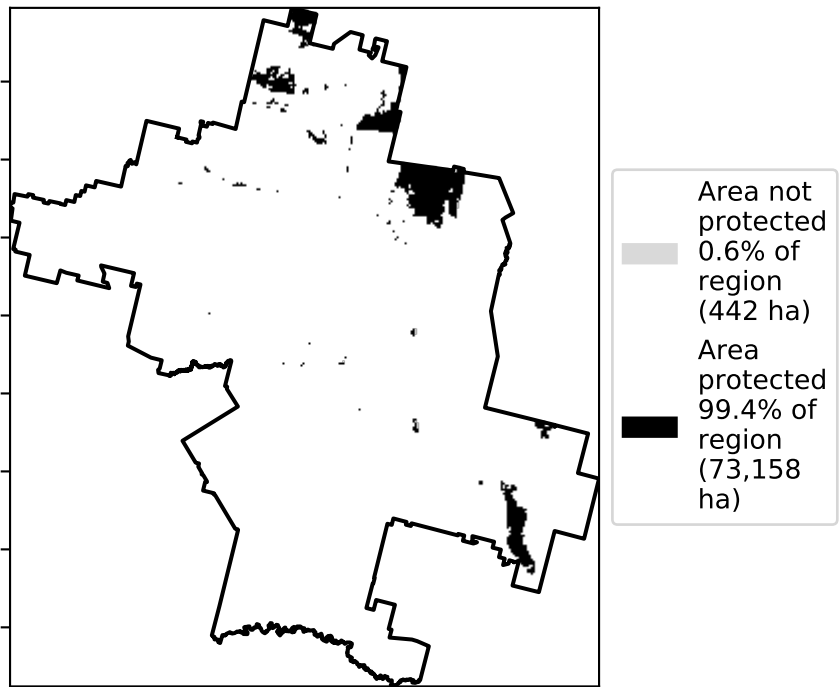 Area not
protected
0.6% of
region
(442 ha)
Area
protected
99.4% of
region
(73,158
ha)